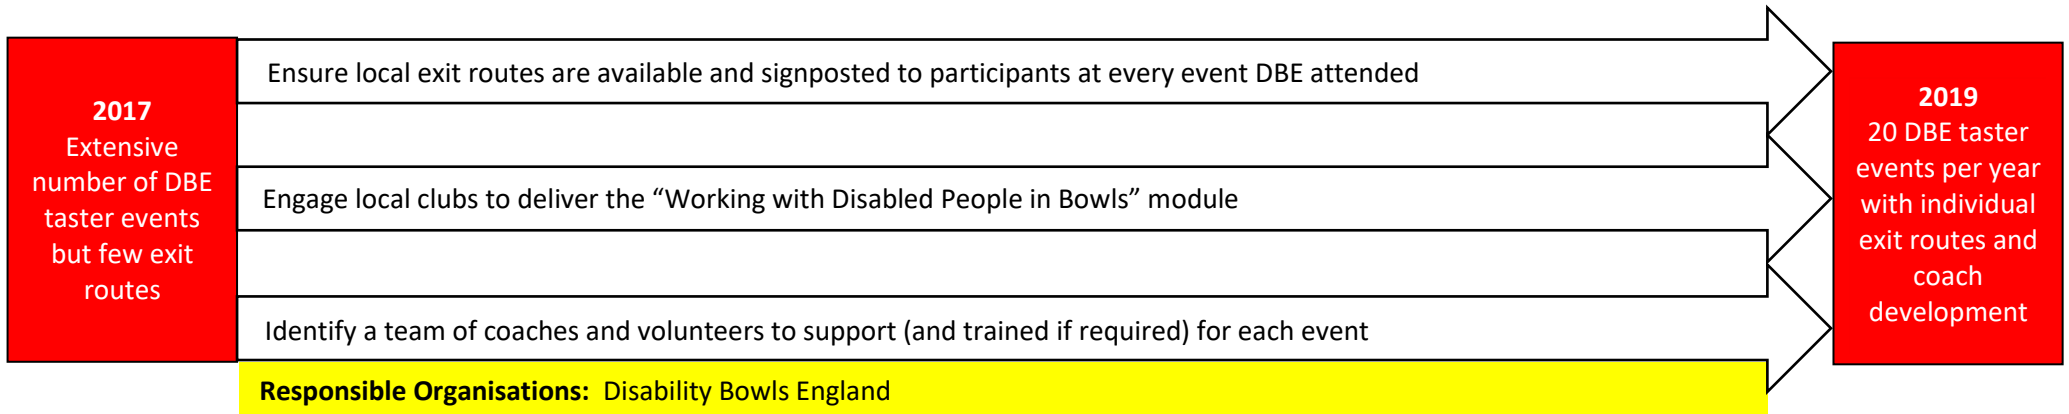 2017
Extensive
number of DBE
taster events
but few exit
routes
Ensure local exit routes are available and signposted to participants at every event DBE attended
Engage local clubs to deliver the “Working with Disabled People in Bowls” module
Identify a team of coaches and volunteers to support (and trained if required) for each event
Responsible Organisations: Disability Bowls England
2019
20 DBE taster
events per year
with individual
exit routes and
coach
development